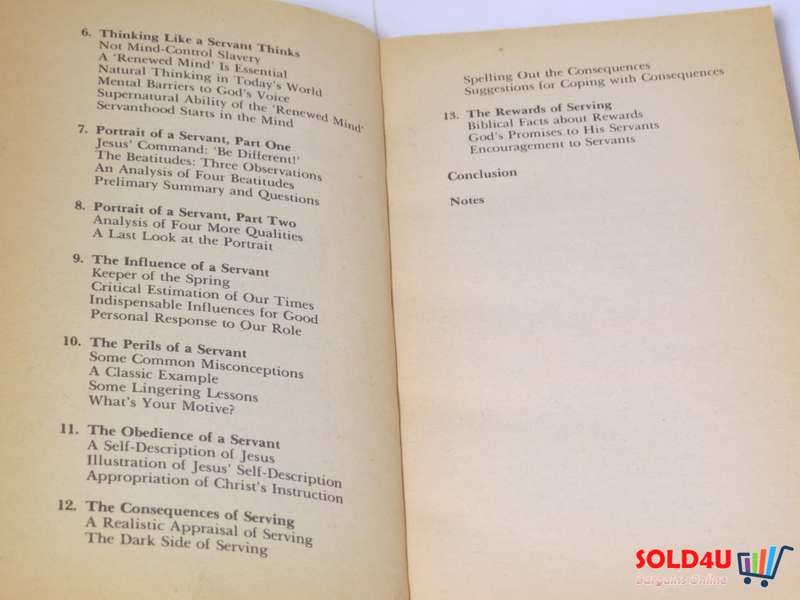 6. Thinking Like a Servant Thinks
Not Mind-Control Slavery
A ‘Renewed Mind’ Is Essential
Natural Thinking in Today's World
Mental Barriers to God's Voice
Supernatural Ability of the ‘Renewed Mind’
Servanthood Starts in the Mind
7. Portrait of a Servant, Part One
Jesus' Command: ‘Be Different!’
The Beatitudes: Three Observations
An Analysis of Four Beatitudes
Prelimary Summary and Questions
8. Portrait of a Servant, Part Two
Analysis of Four More Qualities
A Last Look at the Portrait
9. The Influence of a Servant
Keeper of the Spring
Critical Estimation of Our Times
Indispensable Influences for Good
Personal Response to Our Role
10. The Perils of a Servant
Some Common Misconceptions
A Classic Example
Some Lingering Lessons
What's Your Motive?
11. The Obedience of a Servant
A Self-Description of Jesus
Illustration of Jesus' Self-Description
Appropriation of Christ's Instruction
12. The Consequences of Serving
A Realistic Appraisal of Serving
The Dark Side of Serving
Spelling Out the Consequences
Suggestions for Coping with Consequences
13. The Rewards of Serving
Biblical Facts about Rewards
God's Promises to His Servants
Encouragement to Servants
Conclusion
Notes
SOLD4U
Bargains Online